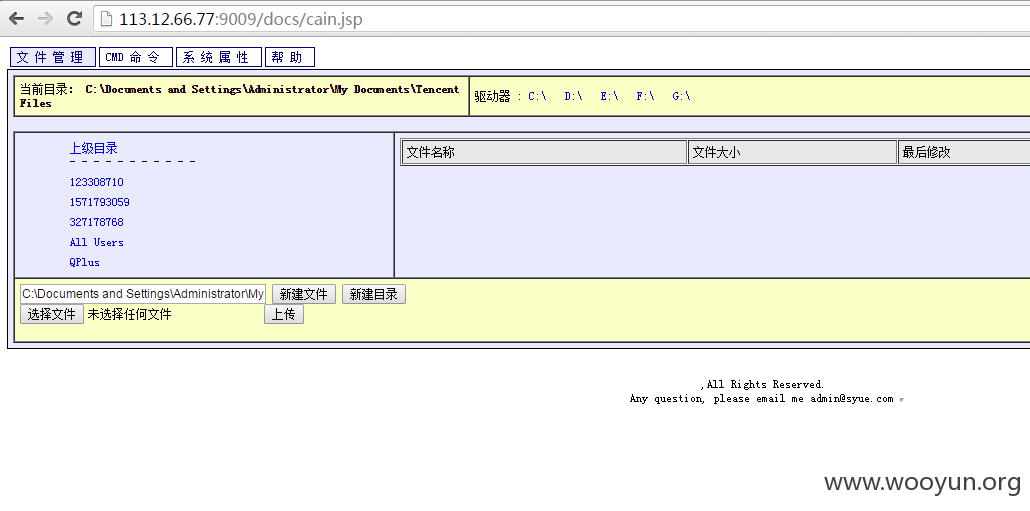 113.12.66.77:9009/docs/cain.jsp
文件管理 CMD命令 系统属性 帮助
当前目录: C:\Documents and Settings\Administrator\My Documents\Tencent
Files
驱动器 : C:\ D:\ E:\ F:\ G:\
上级目录
- - - - - - - - - - -
123308710
1571793059
327178768
All Users
QPlus
文件名称 文件大小 最后修改
C:\Documents and Settings\Administrator\My 新建文件 新建目录
选择文件 未选择任何文件 上传
,All Rights Reserved.
Any question, please email me admin@syue.com
www.wooyun.org